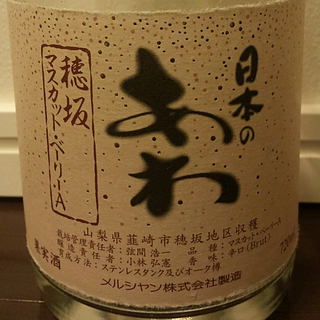 日本の
あわ
穂坂
マスカット・ベーリーA
山梨県韮崎市穂坂地区収穫
栽培管理責任者：弦間 浩一
品種：マスカット・ベーリーA
醸造責任者：小林 弘憲
香味：辛口(Brut)
育成方法：ステンレスタンク及びオーク樽
果実酒
720ml
メルシャン株式会社製造